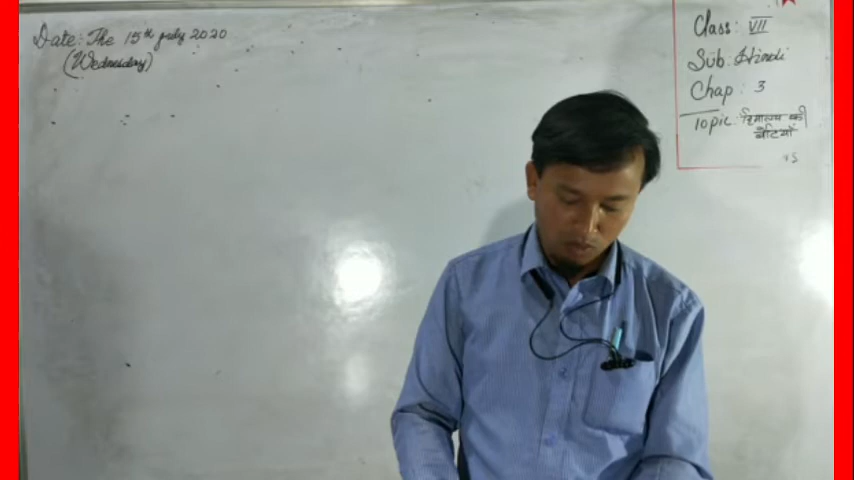 Date: The 15th july 2020
(Wednesday)
Class: VII
Sub: Hindi
Chap: 3
Topic: हिमालय की
बेटियाँ